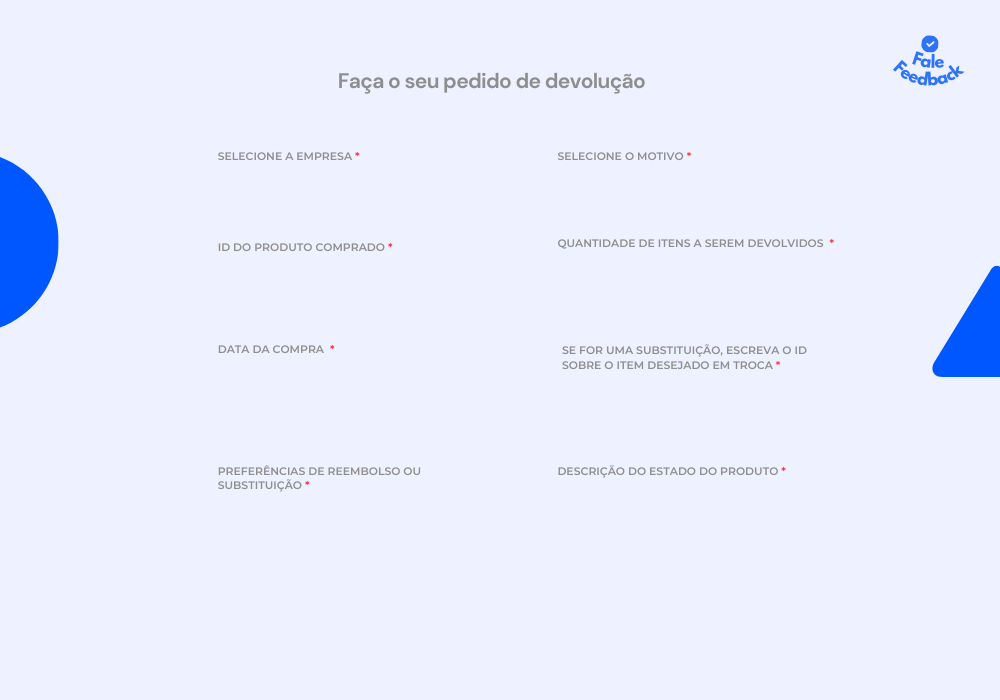 Fale
Feedback
Faça o seu pedido de devolução
SELECIONE A EMPRESA *
SELECIONE O MOTIVO *
ID DO PRODUTO COMPRADO *
QUANTIDADE DE ITENS A SEREM DEVOLVIDOS *
DATA DA COMPRA *
SE FOR UMA SUBSTITUIÇÃO, ESCREVA O ID
SOBRE O ITEM DESEJADO EM TROCA *
PREFERÊNCIAS DE REEMBOLSO OU
SUBSTITUIÇÃO *
DESCRIÇÃO DO ESTADO DO PRODUTO *